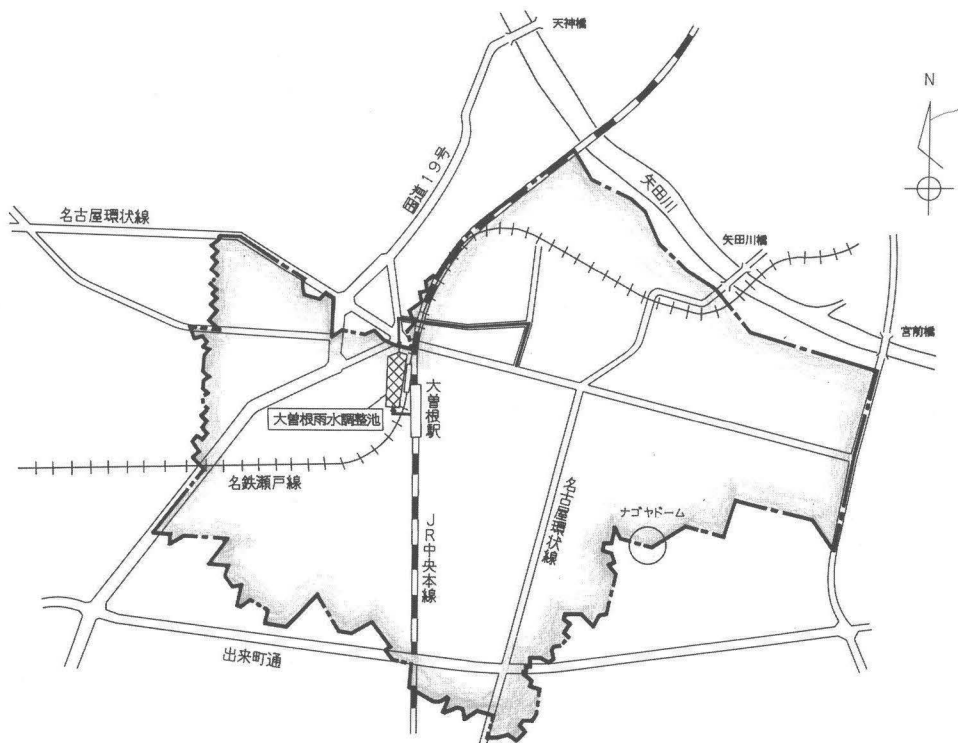 天神橋
N
国道19号
矢田川
名古屋環状線
矢田川橋
宮前橋
大曽根駅
大曽根雨水調整池
名鉄瀬戸線
名古屋環状線
ナゴヤドーム
JR中央本線
出来町通